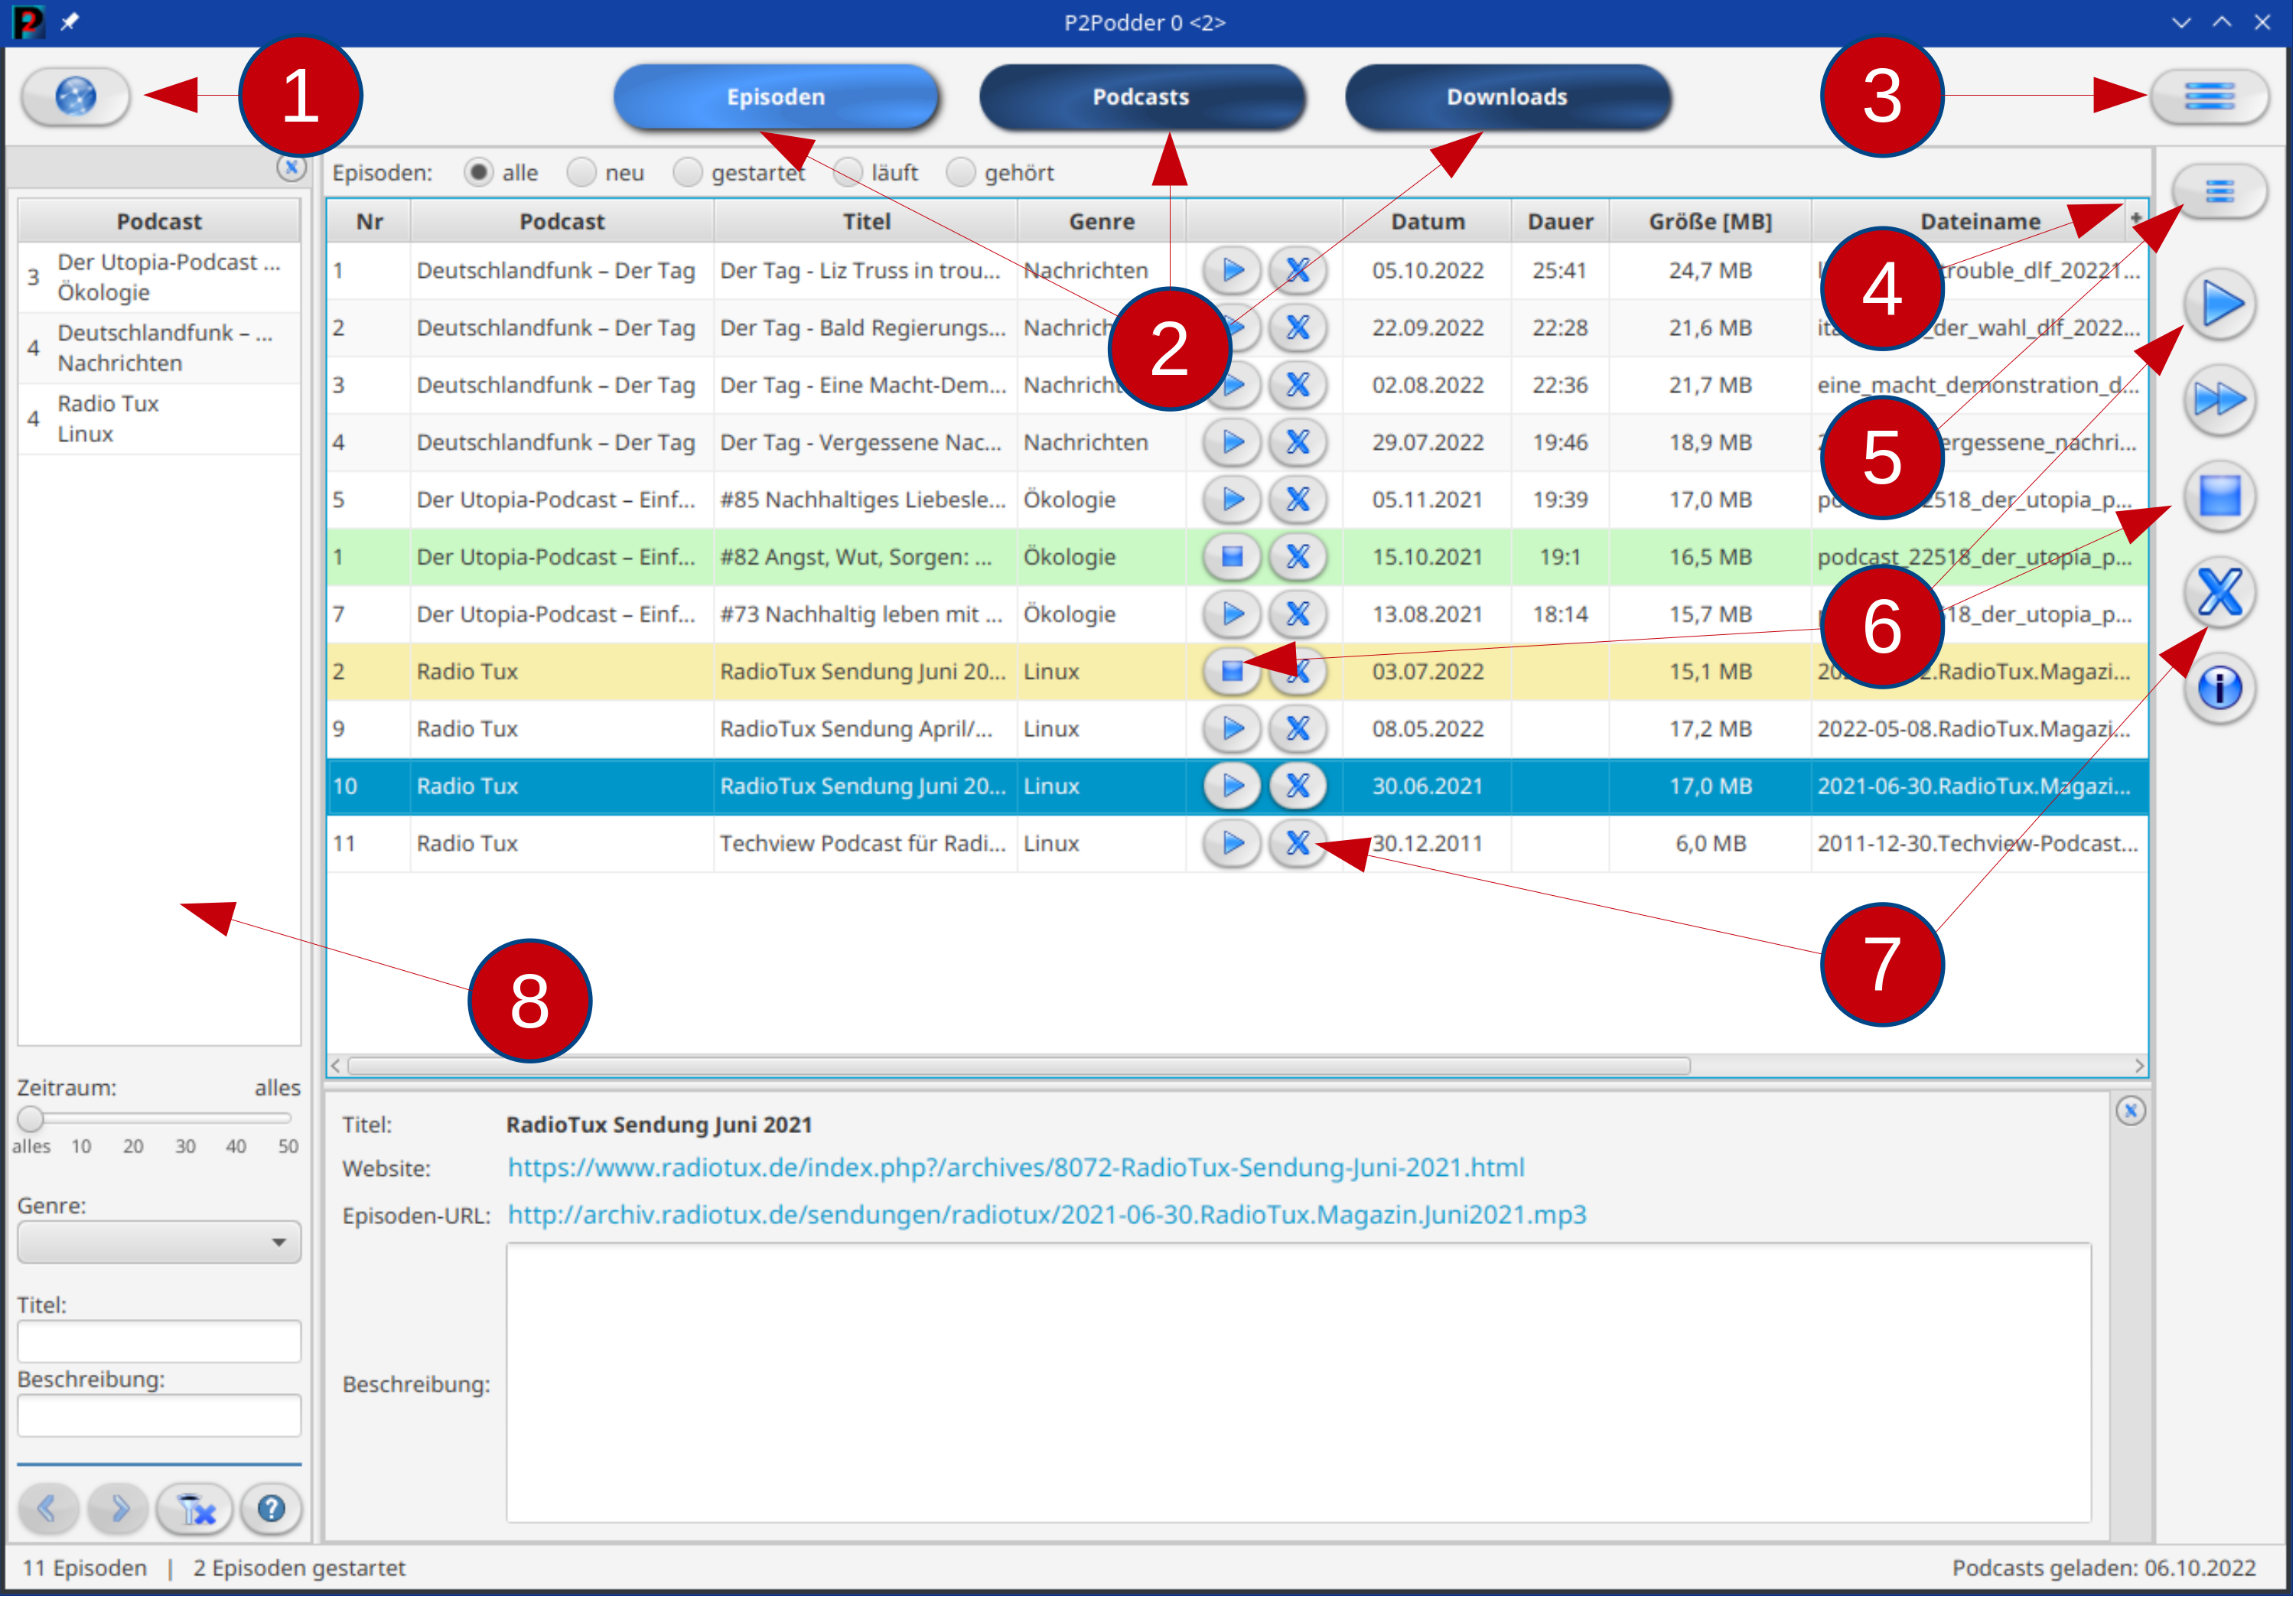 P2Podder 0 <2>
1
Episoden
Podcasts
Downloads
3
Episoden: alle neu gestartet läuft gehört
Podcast
3 Der Utopia-Podcast ...
Ökologie
4 Deutschlandfunk – ...
Nachrichten
4 Radio Tux
Linux
Nr Podcast Titel Genre Datum Dauer Größe [MB] Dateiname
1 Deutschlandfunk – Der Tag Der Tag - Liz Truss in trou... Nachrichten 05.10.2022 25:41 24,7 MB trouble_dlf_20221...
2 Deutschlandfunk – Der Tag Der Tag - Bald Regierungs... 22.09.2022 22:28 21,6 MB _der_wahl_dlf_2022...
3 Deutschlandfunk – Der Tag Der Tag - Eine Macht-Dem... 02.08.2022 22:36 21,7 MB eine_macht_demonstration_d...
4 Deutschlandfunk – Der Tag Der Tag - Vergessene Nac... Nachrichten 29.07.2022 19:46 18,9 MB ergessene_nachri...
5 Der Utopia-Podcast – Einf... #85 Nachhaltiges Liebesle... Ökologie 05.11.2021 19:39 17,0 MB 2518_der_utopia_p...
1 Der Utopia-Podcast – Einf... #82 Angst, Wut, Sorgen: ... Ökologie 15.10.2021 19:1 16,5 MB podcast_22518_der_utopia_p...
7 Der Utopia-Podcast – Einf... #73 Nachhaltig leben mit ... Ökologie 13.08.2021 18:14 15,7 MB 18_der_utopia_p...
2 Radio Tux RadioTux Sendung Juni 20... Linux 03.07.2022 15,1 MB .RadioTux.Magazi...
9 Radio Tux RadioTux Sendung April/... Linux 08.05.2022 17,2 MB 2022-05-08.RadioTux.Magazi...
10 Radio Tux RadioTux Sendung Juni 20... Linux 30.06.2021 17,0 MB 2021-06-30.RadioTux.Magazi...
11 Radio Tux Techview Podcast für Radi... Linux 30.12.2011 6,0 MB 2011-12-30.Techview-Podcast...
2
4
5
6
7
8
Zeitraum: alles
alles 10 20 30 40 50
Genre:
Titel:
Beschreibung:
Titel: RadioTux Sendung Juni 2021
Website: https://www.radiotux.de/index.php?/archives/8072-RadioTux-Sendung-Juni-2021.html
Episoden-URL: http://archiv.radiotux.de/sendungen/radiotux/2021-06-30.RadioTux.Magazin.Juni2021.mp3
Beschreibung:
11 Episoden | 2 Episoden gestartet
Podcasts geladen: 06.10.2022